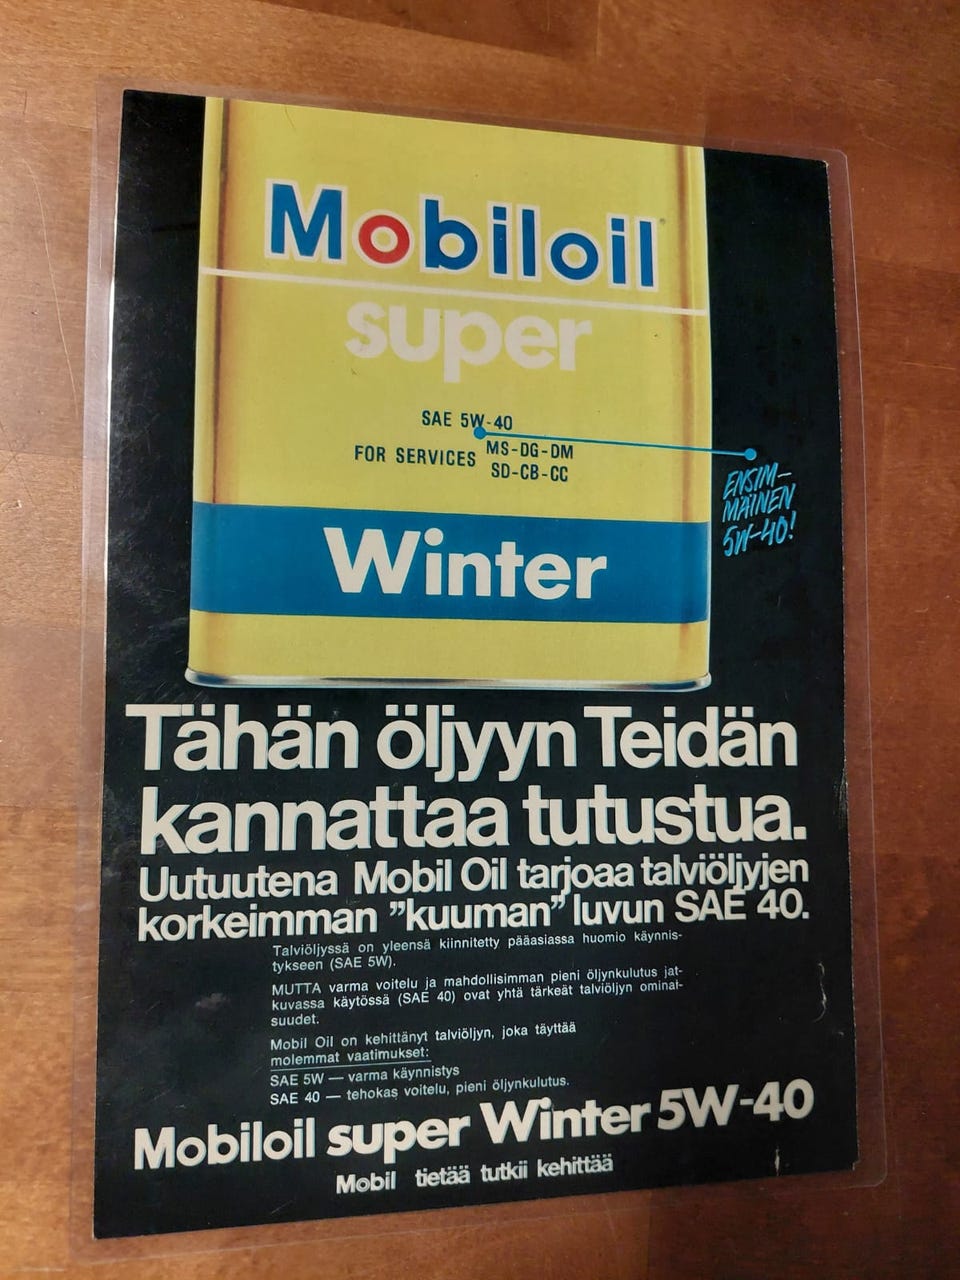 Mobiloil
super
SAE 5W-40
FOR SERVICES MS-DG-DM
SD-CB-CC
ENSIM-
MÄINEN
5W-40!
Winter
Tähän öljyyn Teidän
kannattaa tutustua.
Uutuutena Mobil Oil tarjoaa talviöljyjen
korkeimman ”kuuman” luvun SAE 40.
Talviöljyssä on yleensä kiinnitetty pääasiassa huomio käynnis-
tykseen (SAE 5W).
MUTTA varma voitelu ja mahdollisimman pieni öljynkulutus jat-
kuvassa käytössä (SAE 40) ovat yhtä tärkeät talviöljyn ominai-
suudet.
Mobil Oil on kehittänyt talviöljyn, joka täyttää
molemmat vaatimukset:
SAE 5W — varma käynnistys
SAE 40 — tehokas voitelu, pieni öljynkulutus.
Mobiloil super Winter 5W-40
Mobil tietää tutkii kehittää